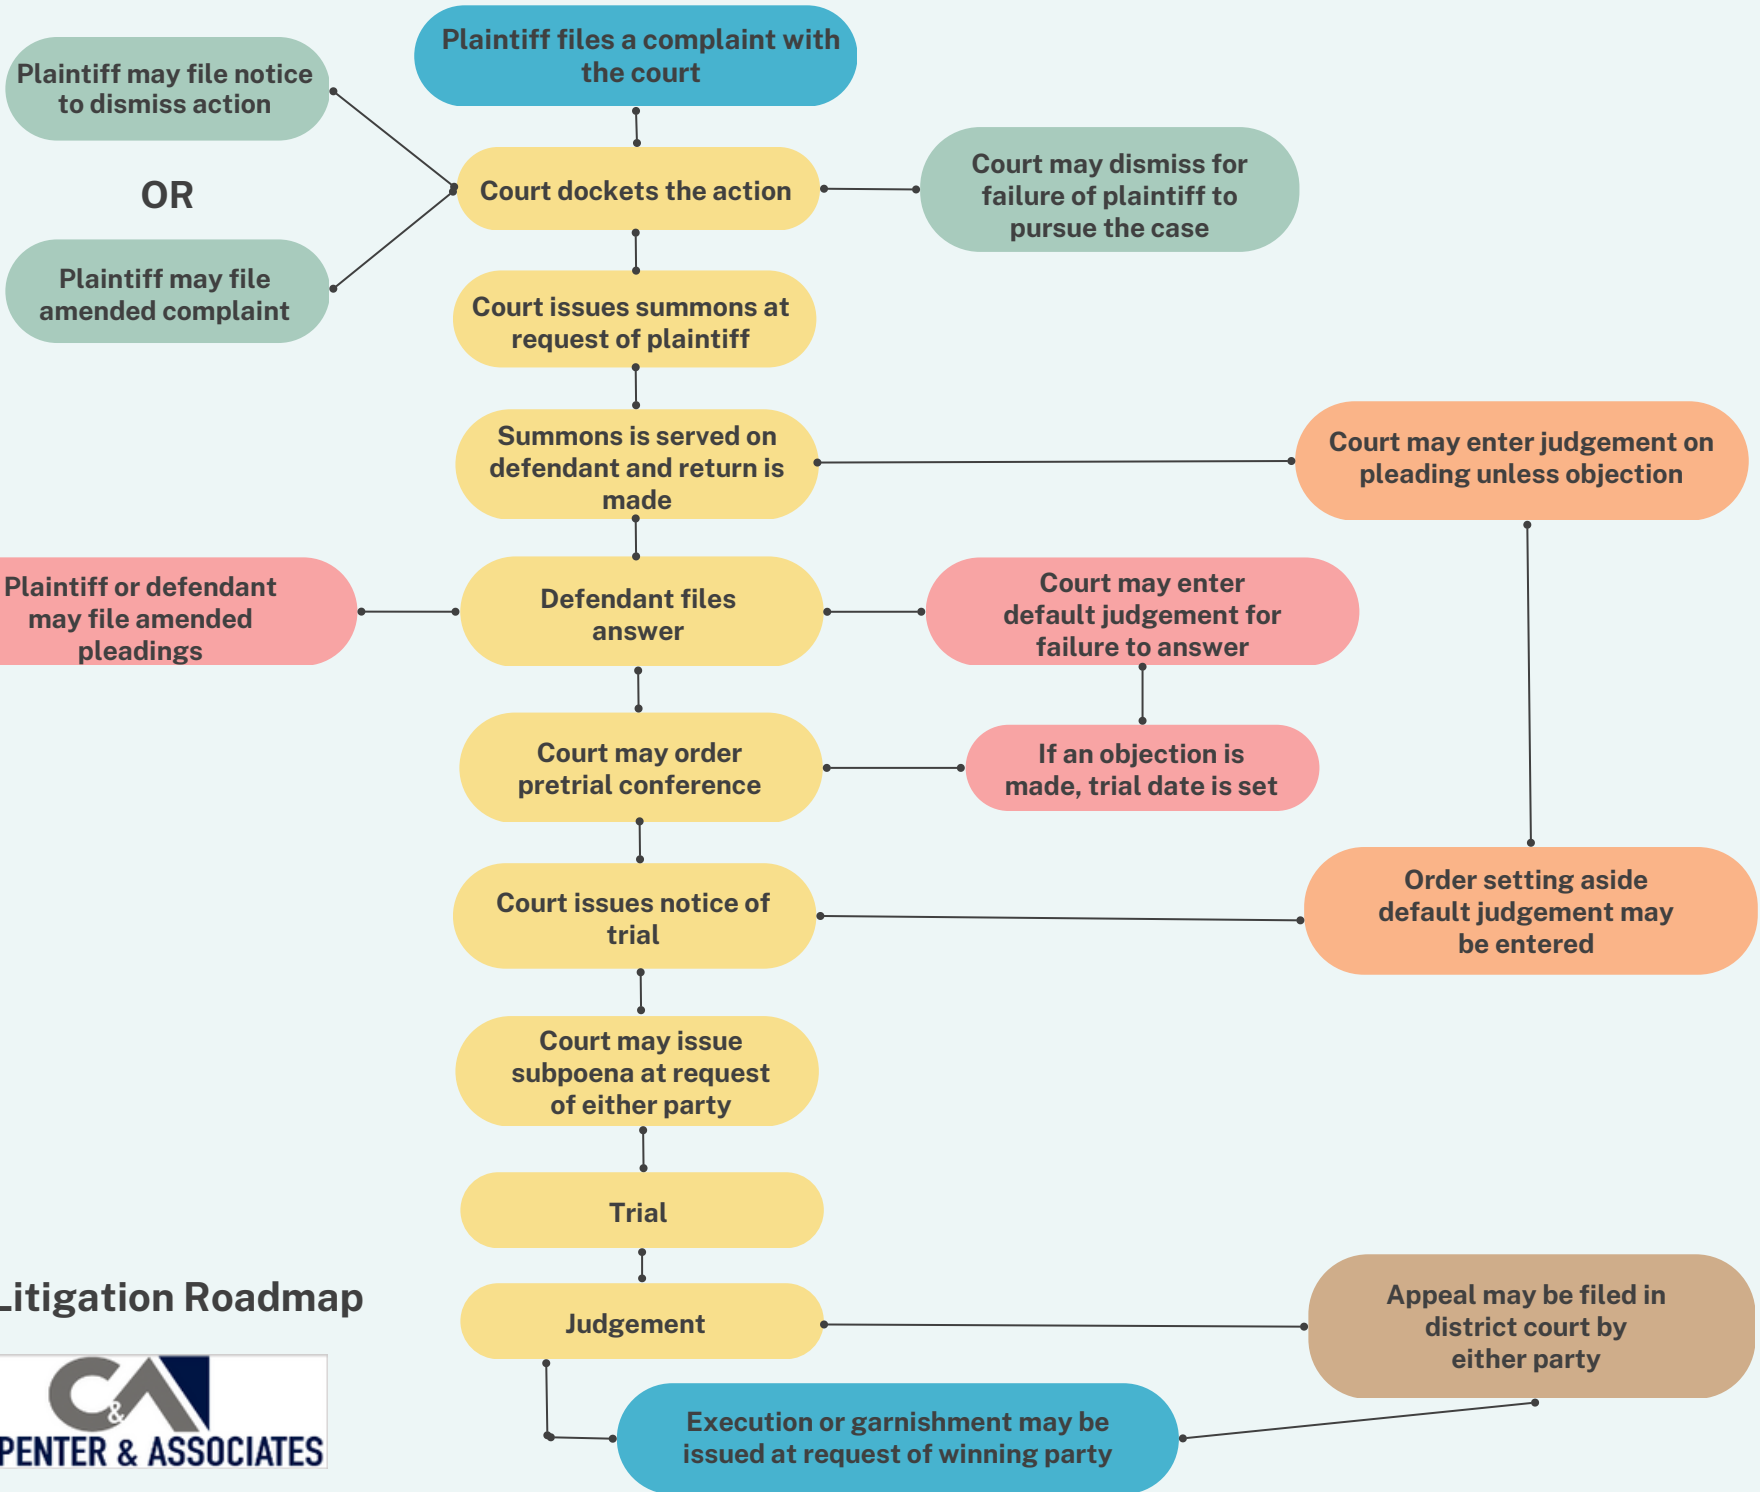 Plaintiff files a complaint with
the court
Plaintiff may file notice
to dismiss action
OR
Plaintiff may file
amended complaint
Court dockets the action
Court may dismiss for
failure of plaintiff to
pursue the case
Court issues summons at
request of plaintiff
Summons is served on
defendant and return is
made
Court may enter judgement on
pleading unless objection
Plaintiff or defendant
may file amended
pleadings
Defendant files
answer
Court may enter
default judgement for
failure to answer
Court may order
pretrial conference
If an objection is
made, trial date is set
Court issues notice of
trial
Order setting aside
default judgement may
be entered
Court may issue
subpoena at request
of either party
Trial
Judgement
Appeal may be filed in
district court by
either party
Execution or garnishment may be
issued at request of winning party
Litigation Roadmap
C&A
PENTER & ASSOCIATES